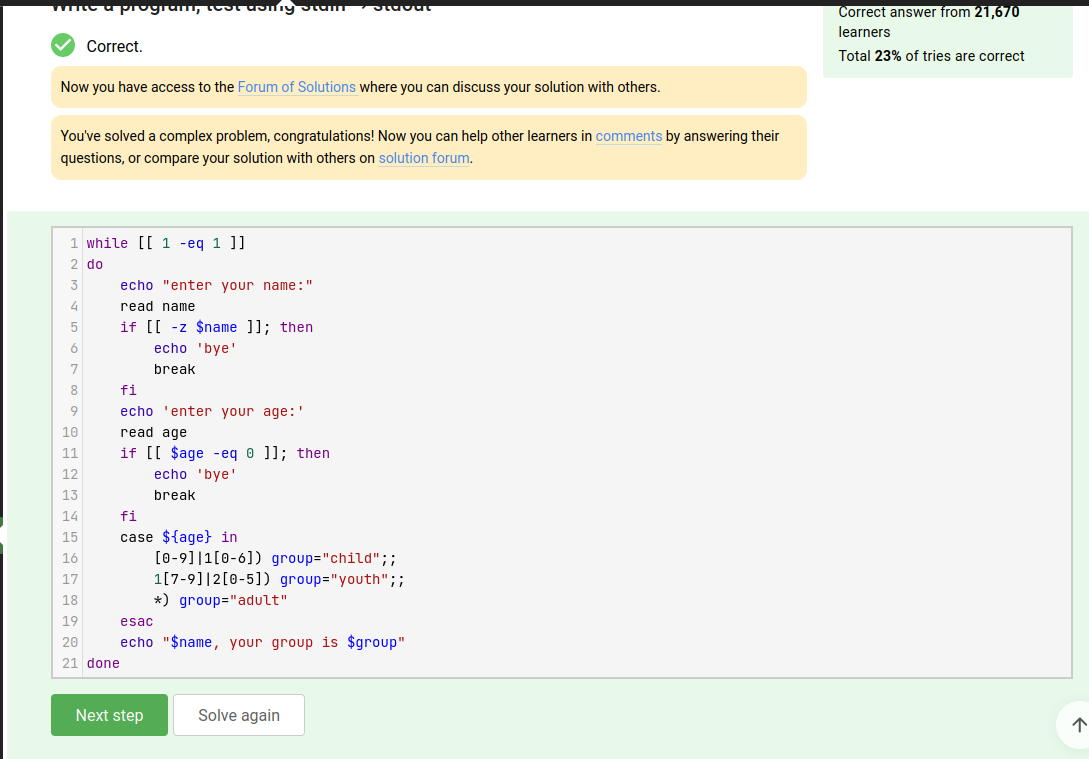 Write a program, test using stdin → stdout
Correct answer from 21,670
learners
Total 23% of tries are correct
Correct.
Now you have access to the Forum of Solutions where you can discuss your solution with others.
You've solved a complex problem, congratulations! Now you can help other learners in comments by answering their
questions, or compare your solution with others on solution forum.
1 while [[ 1 -eq 1 ]]
2 do
3     echo "enter your name:"
4     read name
5     if [[ -z $name ]]; then
6         echo 'bye'
7         break
8     fi
9     echo 'enter your age:'
10     read age
11     if [[ $age -eq 0 ]]; then
12         echo 'bye'
13         break
14     fi
15     case ${age} in
16         [0-9]|1[0-6]) group="child";;
17         1[7-9]|2[0-5]) group="youth";;
18         *) group="adult"
19     esac
20     echo "$name, your group is $group"
21 done
Next step
Solve again